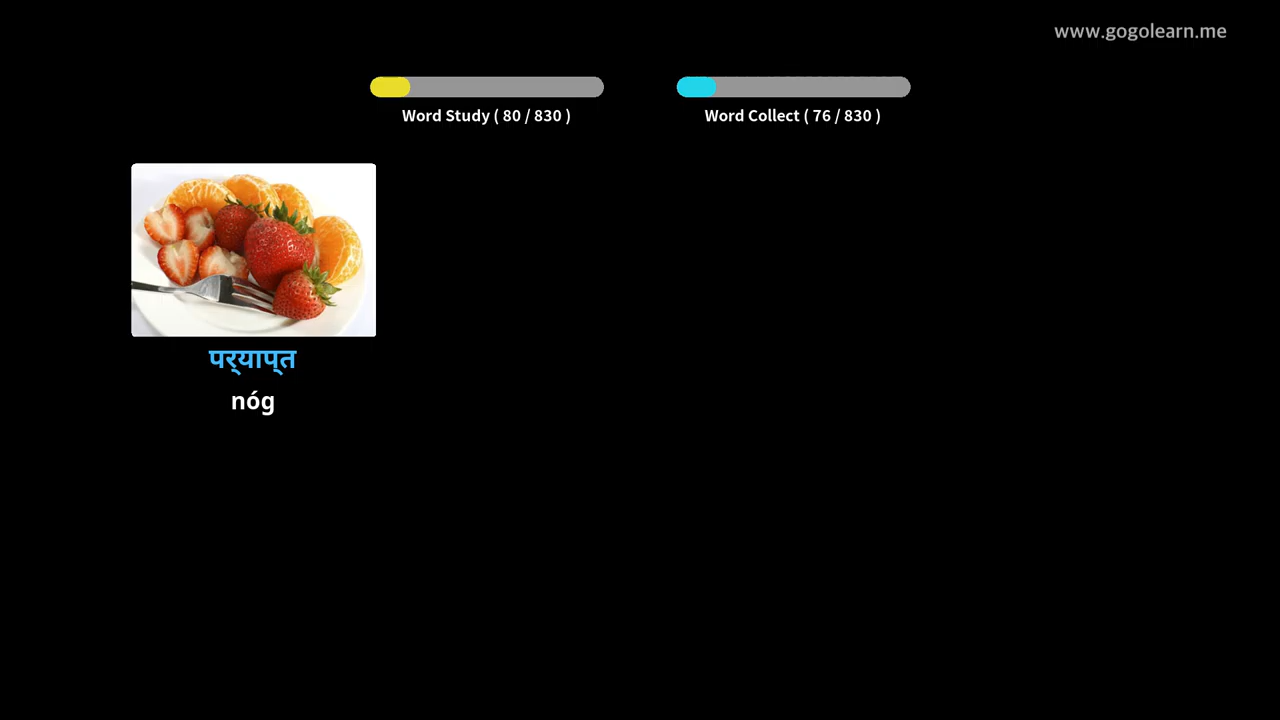 www.gogolearn.me
Word Study ( 80 / 830 )
Word Collect ( 76 / 830 )
पर्याप्त
nóg